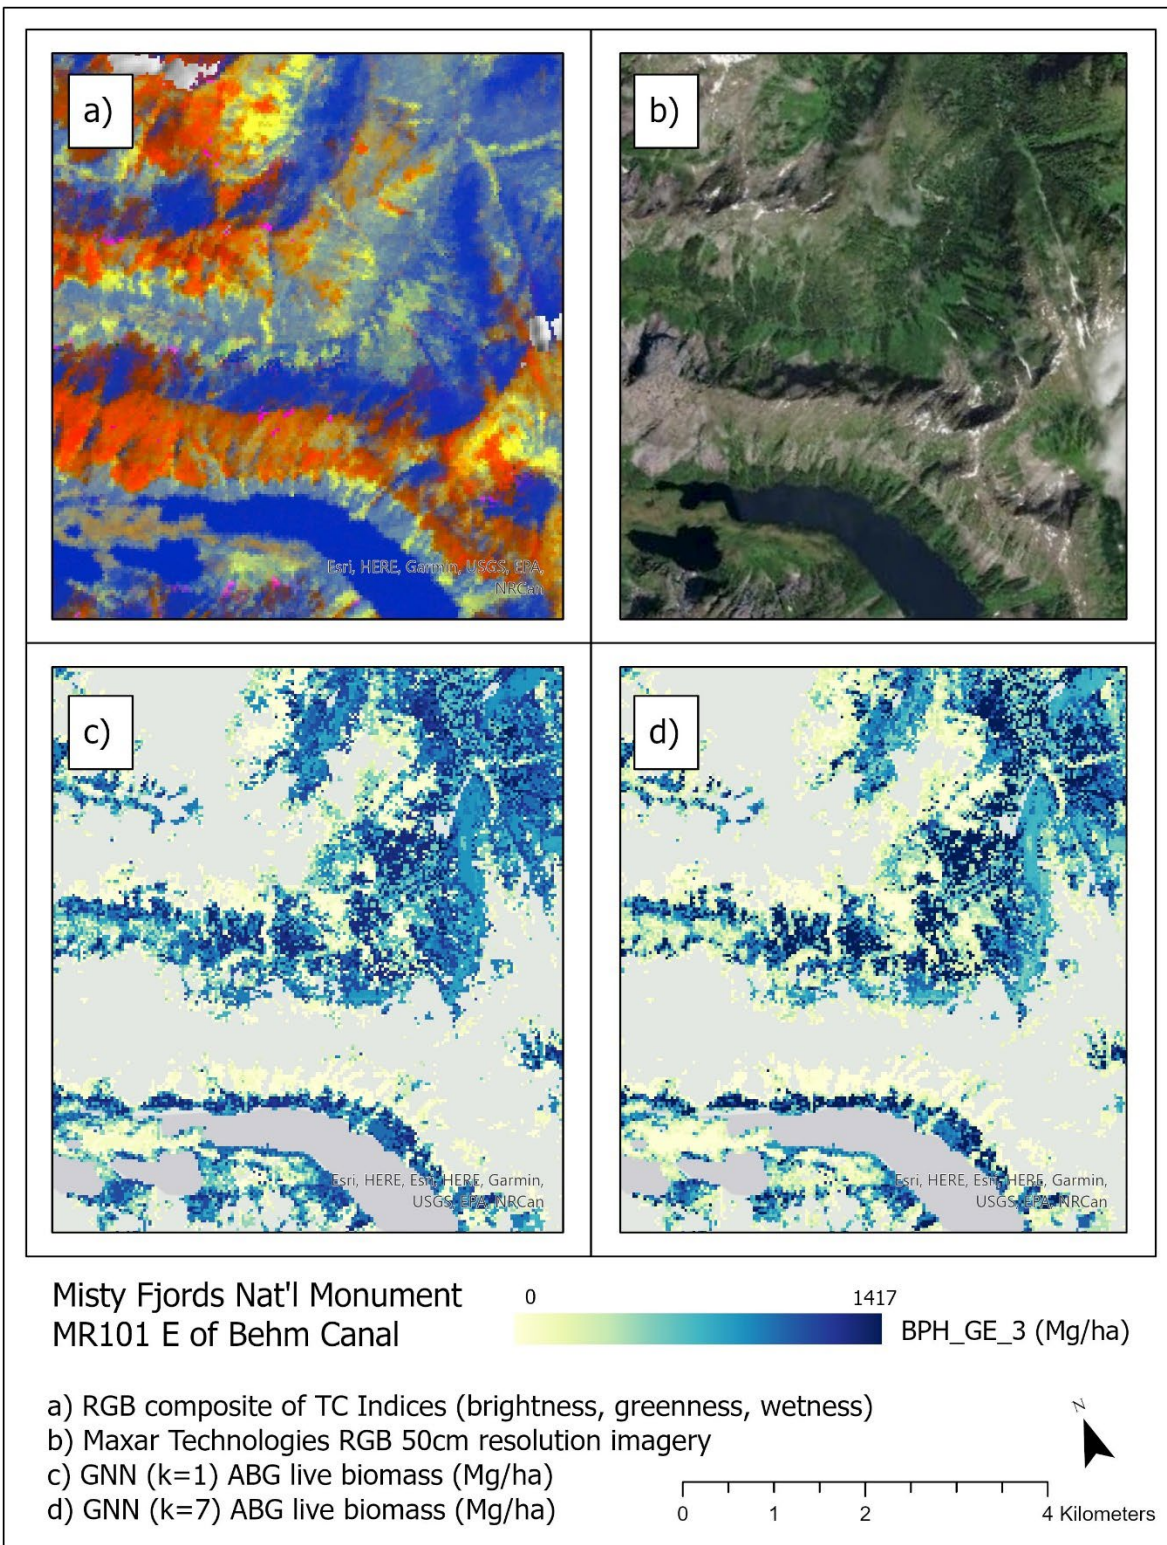 a)
b)
Esri, HERE, Garmin, USGS, EPA,
NRCan
c)
d)
Esri, HERE, Esri, HERE, Garmin,
USGS, EPA, NRCan
Esri, HERE, Esri, HERE, Garmin,
USGS, EPA, NRCan
Misty Fjords Nat'l Monument
MR101 E of Behm Canal
0 1417
BPH_GE_3 (Mg/ha)
a) RGB composite of TC Indices (brightness, greenness, wetness)
b) Maxar Technologies RGB 50cm resolution imagery
c) GNN (k=1) ABG live biomass (Mg/ha)
d) GNN (k=7) ABG live biomass (Mg/ha)
N
0 1 2 4 Kilometers